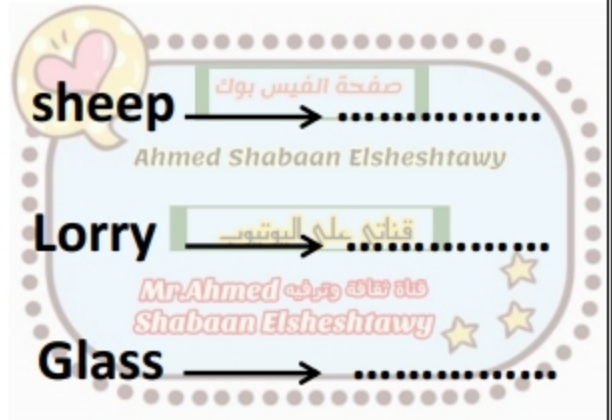 صفحة الفيس بوك
sheep → ...............
Ahmed Shabaan Elsheshtawy
قناتي على اليوتيوب
Lorry → ...............
Mr.Ahmed قناة ثقافة وترفيه
Shabaan Elsheshtawy
Glass → ...............